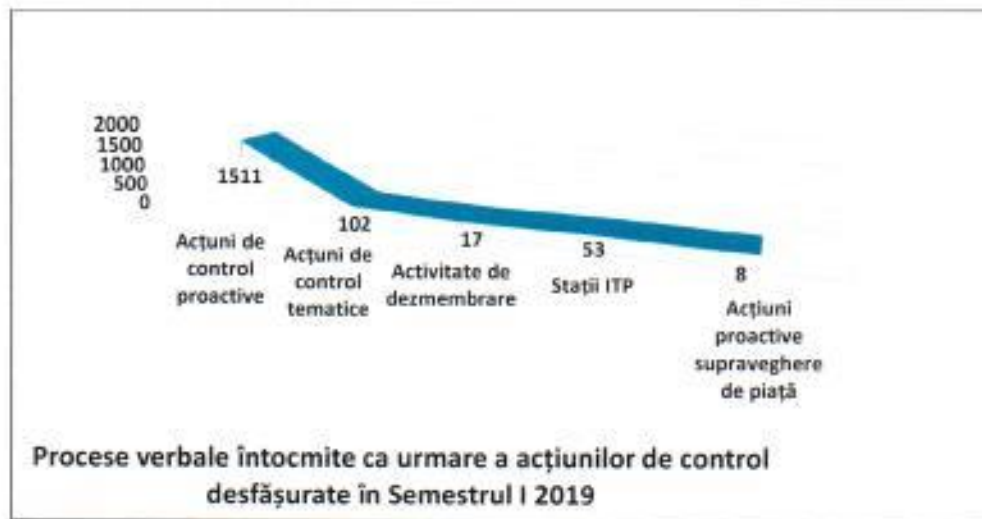 2000
1500
1000
500
0
1511
102
17
53
8
Acțuni de
control
proactive
Acțuni de
control
tematice
Activitate de
dezmembrare
Stații ITP
Acțiuni
proactive
supraveghere
de piață
Procese verbale întocmite ca urmare a acțiunilor de control
desfășurate în Semestrul I 2019